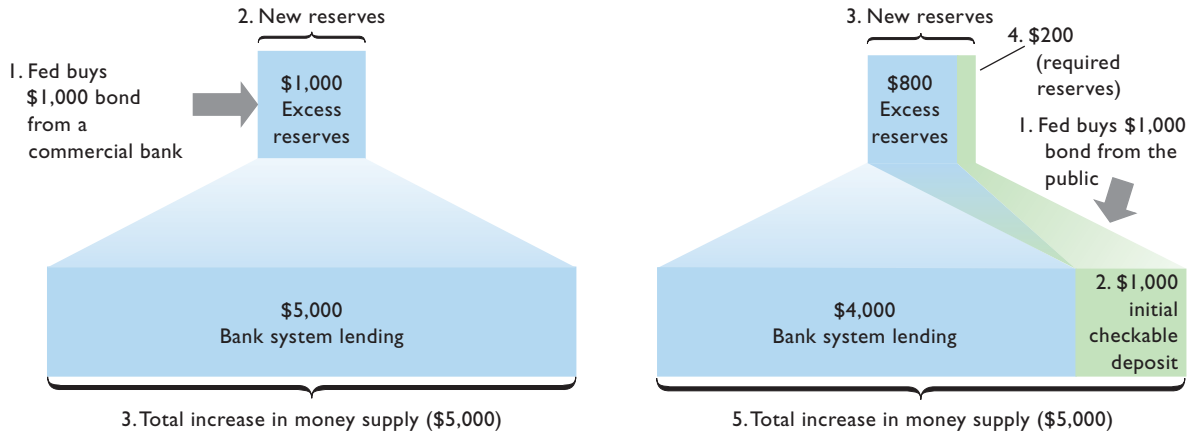 2. New reserves
1. Fed buys
$1,000 bond
from a
commercial bank
$1,000
Excess
reserves
$5,000
Bank system lending
3. Total increase in money supply ($5,000)
3. New reserves
4. $200
(required
reserves)
$800
Excess
reserves
1. Fed buys $1,000
bond from the
public
$4,000
Bank system lending
2. $1,000
initial
checkable
deposit
5. Total increase in money supply ($5,000)